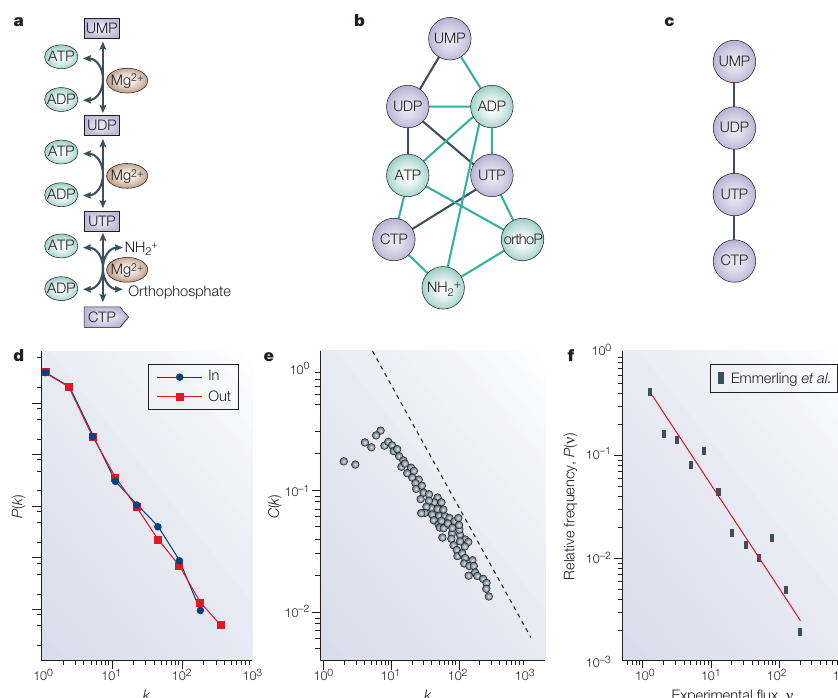 a
UMP
ATP
Mg2+
ADP
UDP
ATP
Mg2+
ADP
UTP
ATP
NH2+
Mg2+
ADP
Orthophosphate
CTP
b
UMP
UDP
ADP
ATP
UTP
CTP
orthoP
NH2+
c
UMP
UDP
UTP
CTP
d
In
Out
P(k)
10^0 10^1 10^2 10^3
k
e
10^0
10^–1
10^–2
C(k)
10^0 10^1 10^2 10^3
k
f
10^0
10^–1
10^–2
10^–3
Emmerling et al.
Relative frequency, P(ν)
10^0 10^1 10^2
Experimental flux, ν